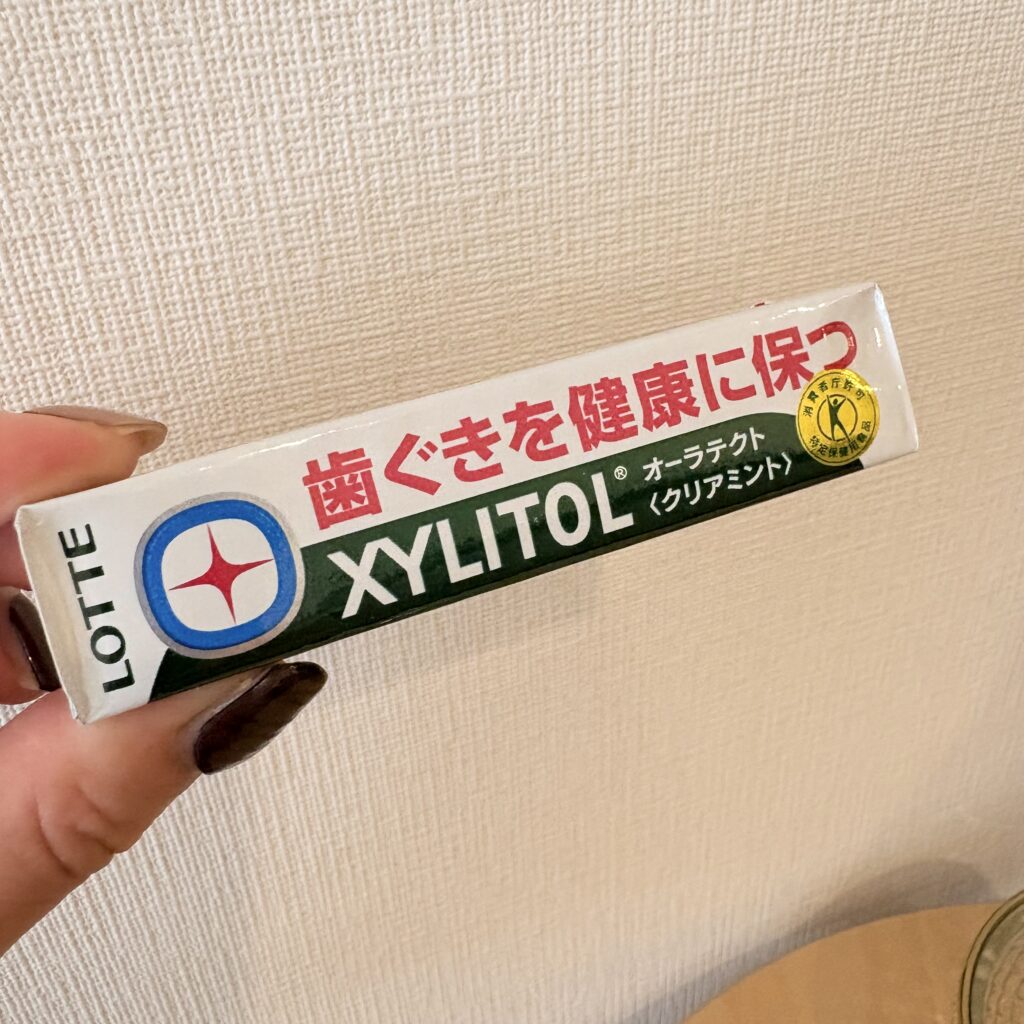 LOTTE
歯ぐきを健康に保つ
XYLITOL®
オーラテクト
〈クリアミント〉
消費者庁許可
特定保健用食品